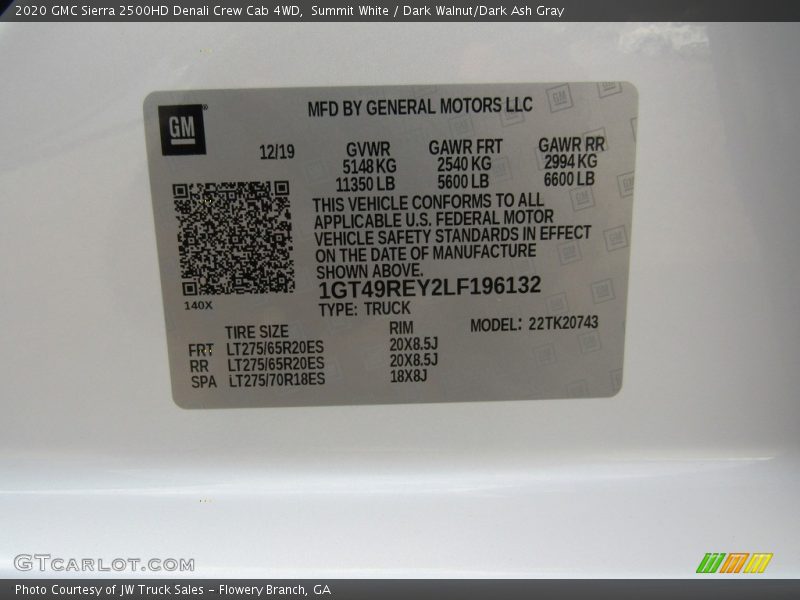 2020 GMC Sierra 2500HD Denali Crew Cab 4WD,  Summit White / Dark Walnut/Dark Ash Gray
MFD BY GENERAL MOTORS LLC
GM®
12/19
GVWR GAWR FRT GAWR RR
5148 KG 2540 KG 2994 KG
11350 LB 5600 LB 6600 LB
THIS VEHICLE CONFORMS TO ALL
APPLICABLE U.S. FEDERAL MOTOR
VEHICLE SAFETY STANDARDS IN EFFECT
ON THE DATE OF MANUFACTURE
SHOWN ABOVE.
1GT49REY2LF196132
140X
TYPE: TRUCK
MODEL: 22TK20743
TIRE SIZE RIM
FRT LT275/65R20ES 20X8.5J
RR LT275/65R20ES 20X8.5J
SPA LT275/70R18ES 18X8J
GTCARLOT.COM
Photo Courtesy of JW Truck Sales - Flowery Branch, GA